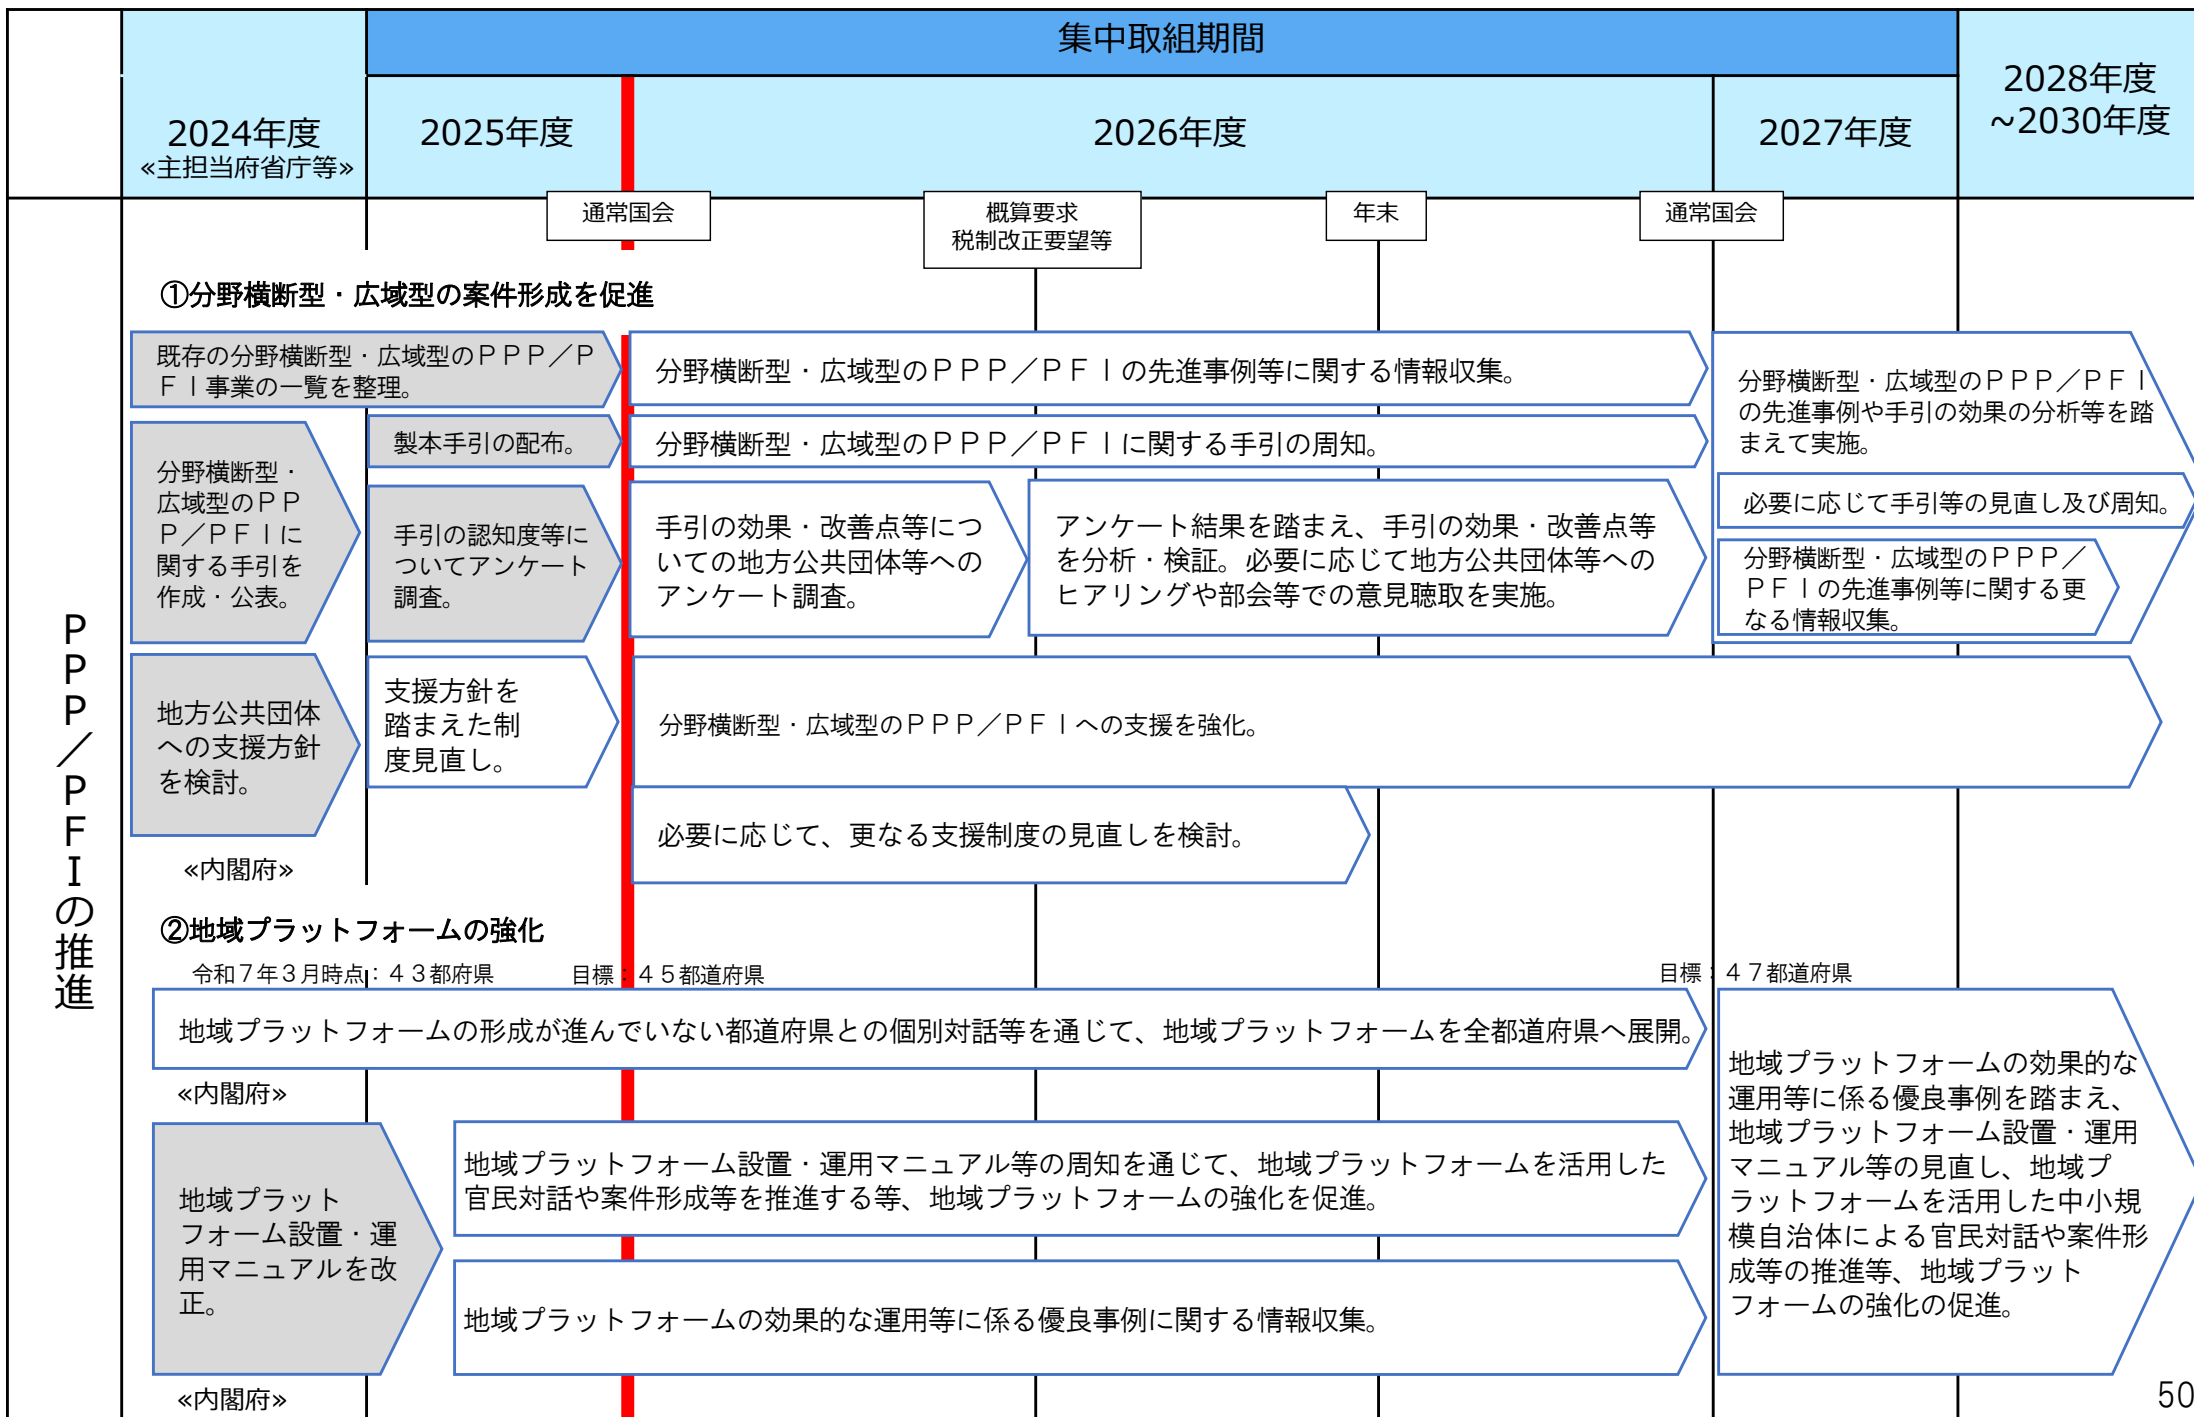 集中取組期間
2024年度
«主担当府省庁等»
2025年度
2026年度
2027年度
2028年度
~2030年度
通常国会
概算要求
税制改正要望等
年末
通常国会
PPP/PFIの推進
①分野横断型・広域型の案件形成を促進
既存の分野横断型・広域型のＰＰＰ／Ｐ
ＦＩ事業の一覧を整理。
分野横断型・広域型のＰＰＰ／ＰＦＩの先進事例等に関する情報収集。
分野横断型・広域型のＰＰＰ／ＰＦＩ
の先進事例や手引の効果の分析等を踏
まえて実施。
分野横断型・
広域型のＰＰ
Ｐ／ＰＦＩに
関する手引を
作成・公表。
製本手引の配布。
分野横断型・広域型のＰＰＰ／ＰＦＩに関する手引の周知。
手引の認知度等に
ついてアンケート
調査。
手引の効果・改善点等につ
いての地方公共団体等への
アンケート調査。
アンケート結果を踏まえ、手引の効果・改善点等
を分析・検証。必要に応じて地方公共団体等への
ヒアリングや部会等での意見聴取を実施。
必要に応じて手引等の見直し及び周知。
分野横断型・広域型のＰＰＰ／
ＰＦＩの先進事例等に関する更
なる情報収集。
地方公共団体
への支援方針
を検討。
支援方針を
踏まえた制
度見直し。
分野横断型・広域型のＰＰＰ／ＰＦＩへの支援を強化。
必要に応じて、更なる支援制度の見直しを検討。
«内閣府»
②地域プラットフォームの強化
令和７年３月時点：４３都府県
目標：４５都道府県
目標：４７都道府県
地域プラットフォームの形成が進んでいない都道府県との個別対話等を通じて、地域プラットフォームを全都道府県へ展開。
«内閣府»
地域プラット
フォーム設置・運
用マニュアルを改
正。
地域プラットフォーム設置・運用マニュアル等の周知を通じて、地域プラットフォームを活用した
官民対話や案件形成等を推進する等、地域プラットフォームの強化を促進。
地域プラットフォームの効果的な運用等に係る優良事例に関する情報収集。
地域プラットフォームの効果的な
運用等に係る優良事例を踏まえ、
地域プラットフォーム設置・運用
マニュアル等の見直し、地域プ
ラットフォームを活用した中小規
模自治体による官民対話や案件形
成等の推進等、地域プラット
フォームの強化の促進。
«内閣府»
50